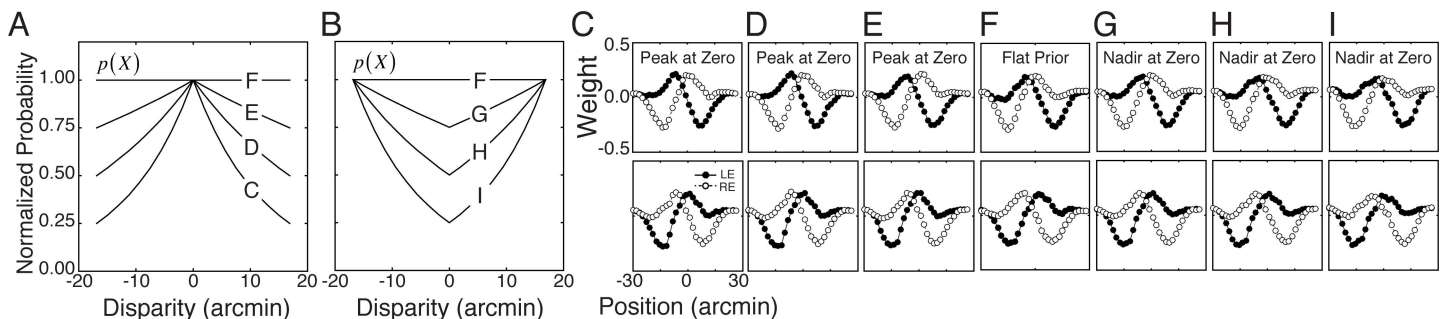 A
p(X)
1.00
0.75
0.50
0.25
0.00
F
E
D
C
-20
-10
0
10
20
Normalized Probability
Disparity (arcmin)
B
p(X)
F
G
H
I
-20
-10
0
10
20
Disparity (arcmin)
C
D
E
F
G
H
I
Peak at Zero
Peak at Zero
Peak at Zero
Flat Prior
Nadir at Zero
Nadir at Zero
Nadir at Zero
0.5
0.0
-0.5
Weight
LE
RE
-30
0
30
Position (arcmin)